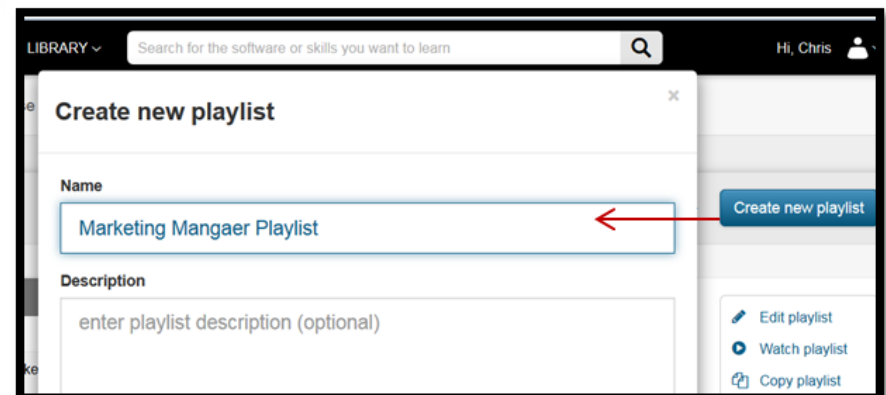 LIBRARY
Search for the software or skills you want to learn
Hi, Chris
Create new playlist
×
Name
Marketing Mangaer Playlist
Create new playlist
Description
enter playlist description (optional)
Edit playlist
Watch playlist
Copy playlist